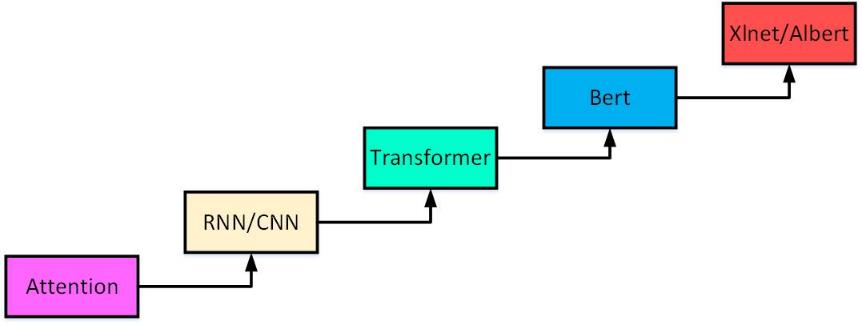 Xlnet/Albert
Bert
Transformer
RNN/CNN
Attention